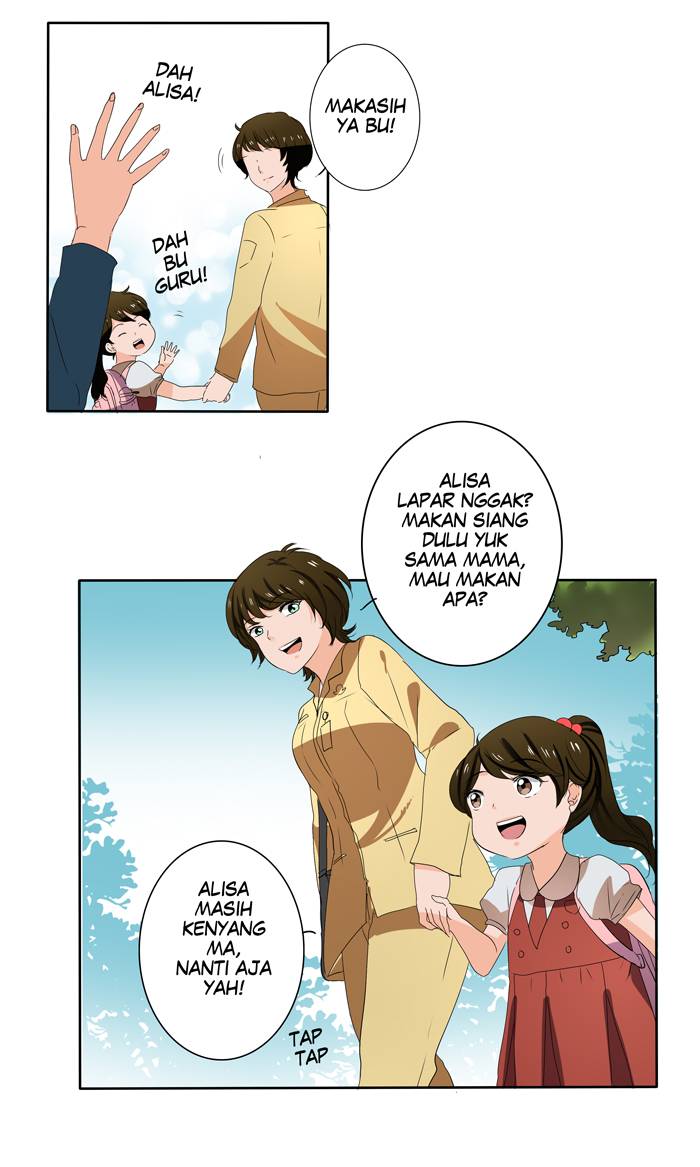 DAH
ALISA!
MAKASIH
YA BU!
DAH
BU
GURU!
ALISA
LAPAR NGGAK?
MAKAN SIANG
DULU YUK
SAMA MAMA,
MAU MAKAN
APA?
ALISA
MASIH
KENYANG
MA,
NANTI AJA
YAH!
TAP
TAP